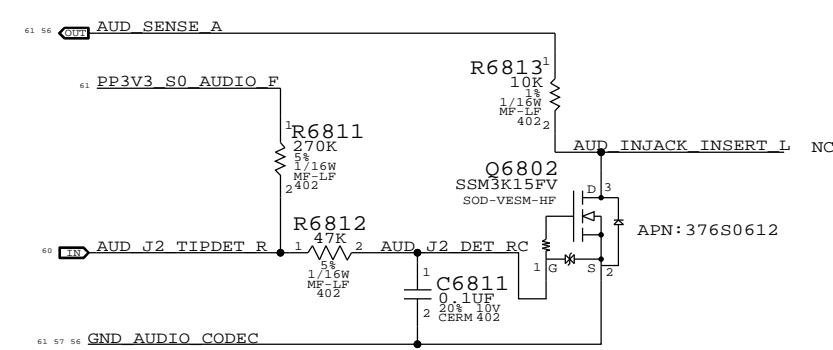 61 56 OUT AUD_SENSE_A
61 PP3V3_S0_AUDIO_F
R6813 1
10K
1%
1/16W
MF-LF
402 2
1 R6811
270K
5%
1/16W
MF-LF
2 402
AUD_INJACK_INSERT_L NC
Q6802
SSM3K15FV
SOD-VESM-HF
D 3
APN:376S0612
1 G S 2
60 IN AUD_J2_TIPDET_R
R6812
1 47K 2
5%
1/16W
MF-LF
402
AUD_J2_DET_RC
1 C6811
0.1UF
20% 10V
2 CERM 402
61 57 56 GND_AUDIO_CODEC